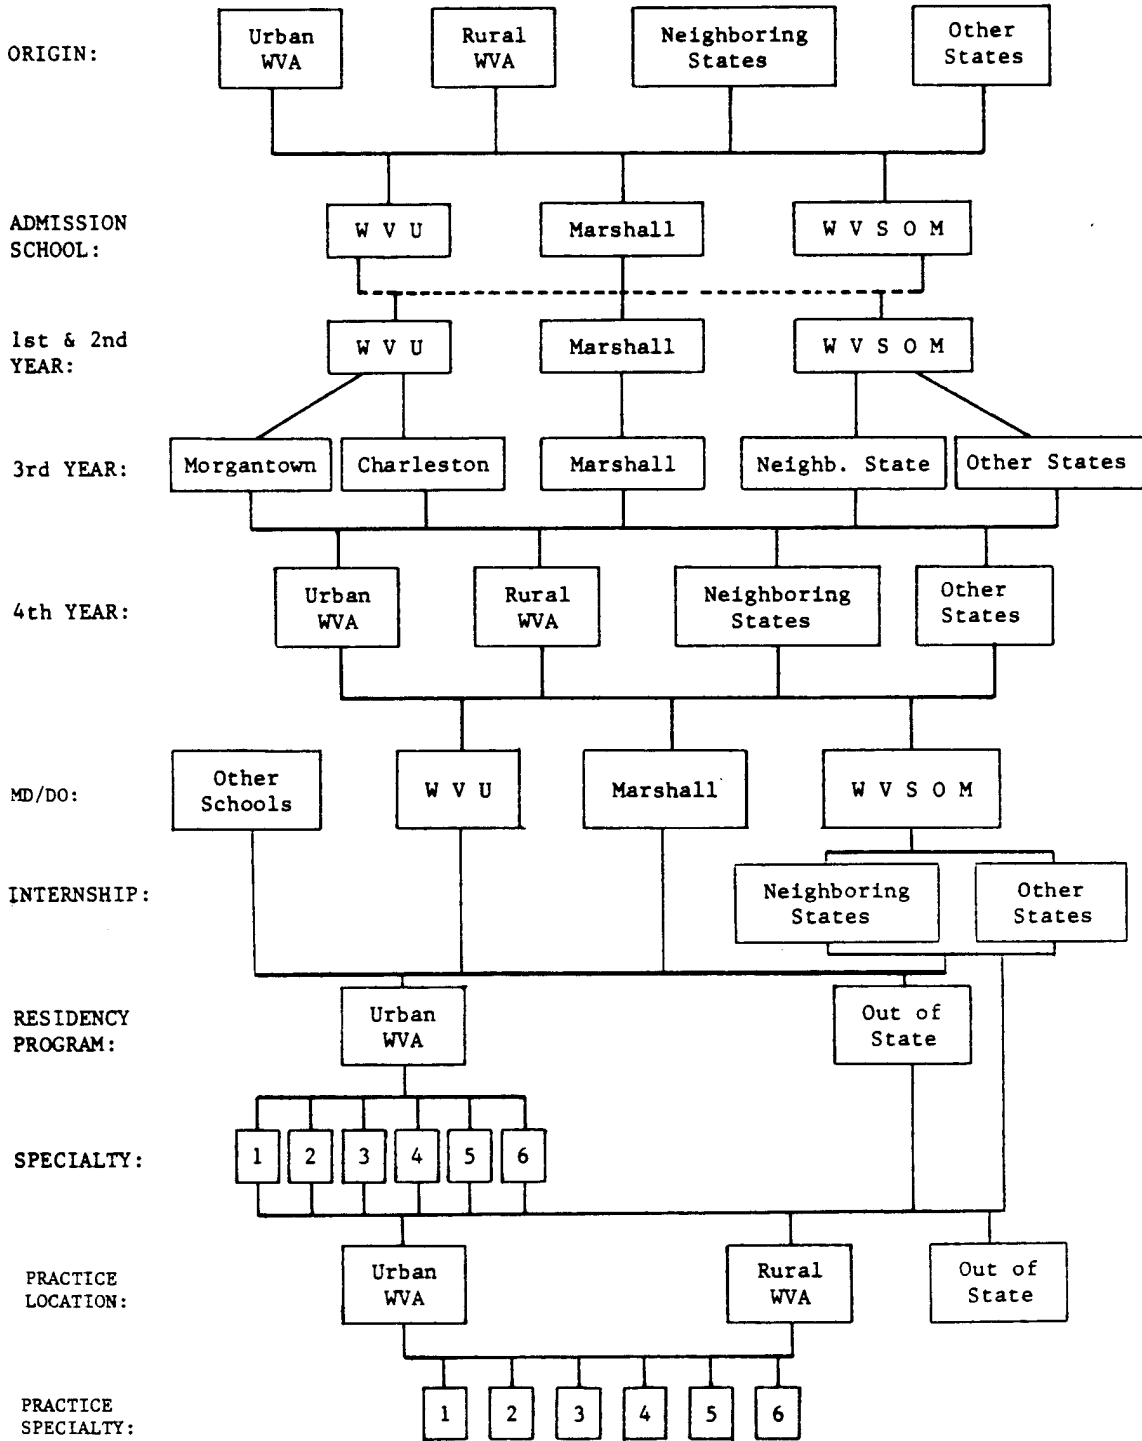 ORIGIN:
Urban
WVA
Rural
WVA
Neighboring
States
Other
States
ADMISSION
SCHOOL:
W V U
Marshall
W V S O M
1st & 2nd
YEAR:
W V U
Marshall
W V S O M
3rd YEAR:
Morgantown
Charleston
Marshall
Neighb. State
Other States
4th YEAR:
Urban
WVA
Rural
WVA
Neighboring
States
Other
States
MD/DO:
Other
Schools
W V U
Marshall
W V S O M
INTERNSHIP:
Neighboring
States
Other
States
RESIDENCY
PROGRAM:
Urban
WVA
Out of
State
SPECIALTY:
1 2 3 4 5 6
PRACTICE
LOCATION:
Urban
WVA
Rural
WVA
Out of
State
PRACTICE
SPECIALTY:
1 2 3 4 5 6